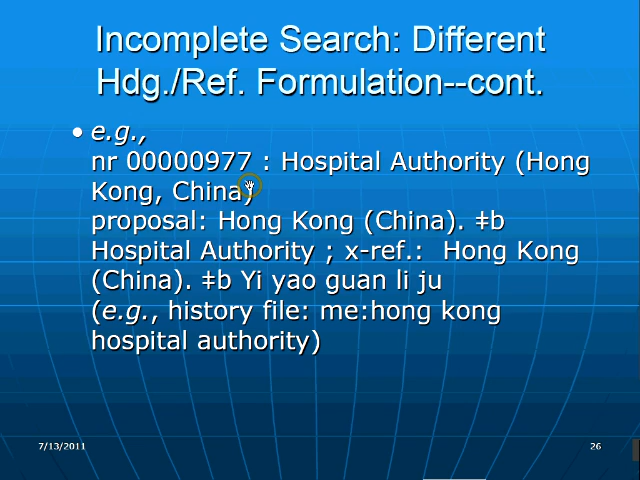 Incomplete Search: Different
Hdg./Ref. Formulation--cont.
• e.g.,
nr 00000977 : Hospital Authority (Hong
Kong, China)
proposal: Hong Kong (China). ǂb
Hospital Authority ; x-ref.: Hong Kong
(China). ǂb Yi yao guan li ju
(e.g., history file: me:hong kong
hospital authority)
7/13/2011
26